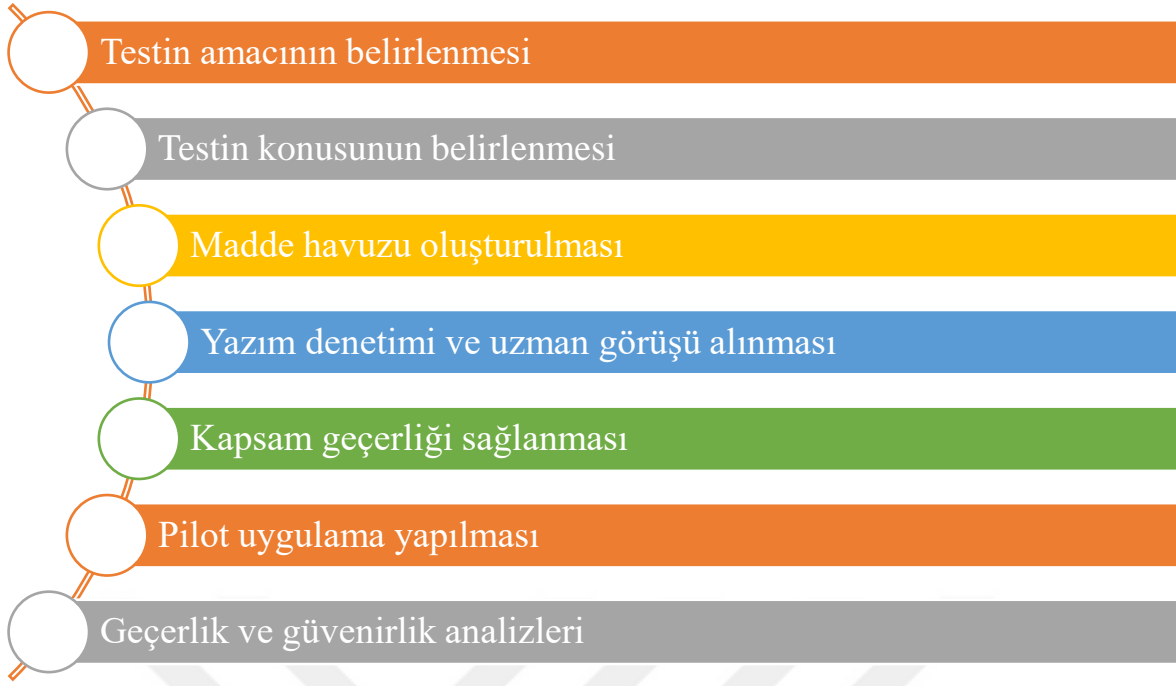 Testin amacının belirlenmesi
Testin konusunun belirlenmesi
Madde havuzu oluşturulması
Yazım denetimi ve uzman görüşü alınması
Kapsam geçerliği sağlanması
Pilot uygulama yapılması
Geçerlik ve güvenirlik analizleri